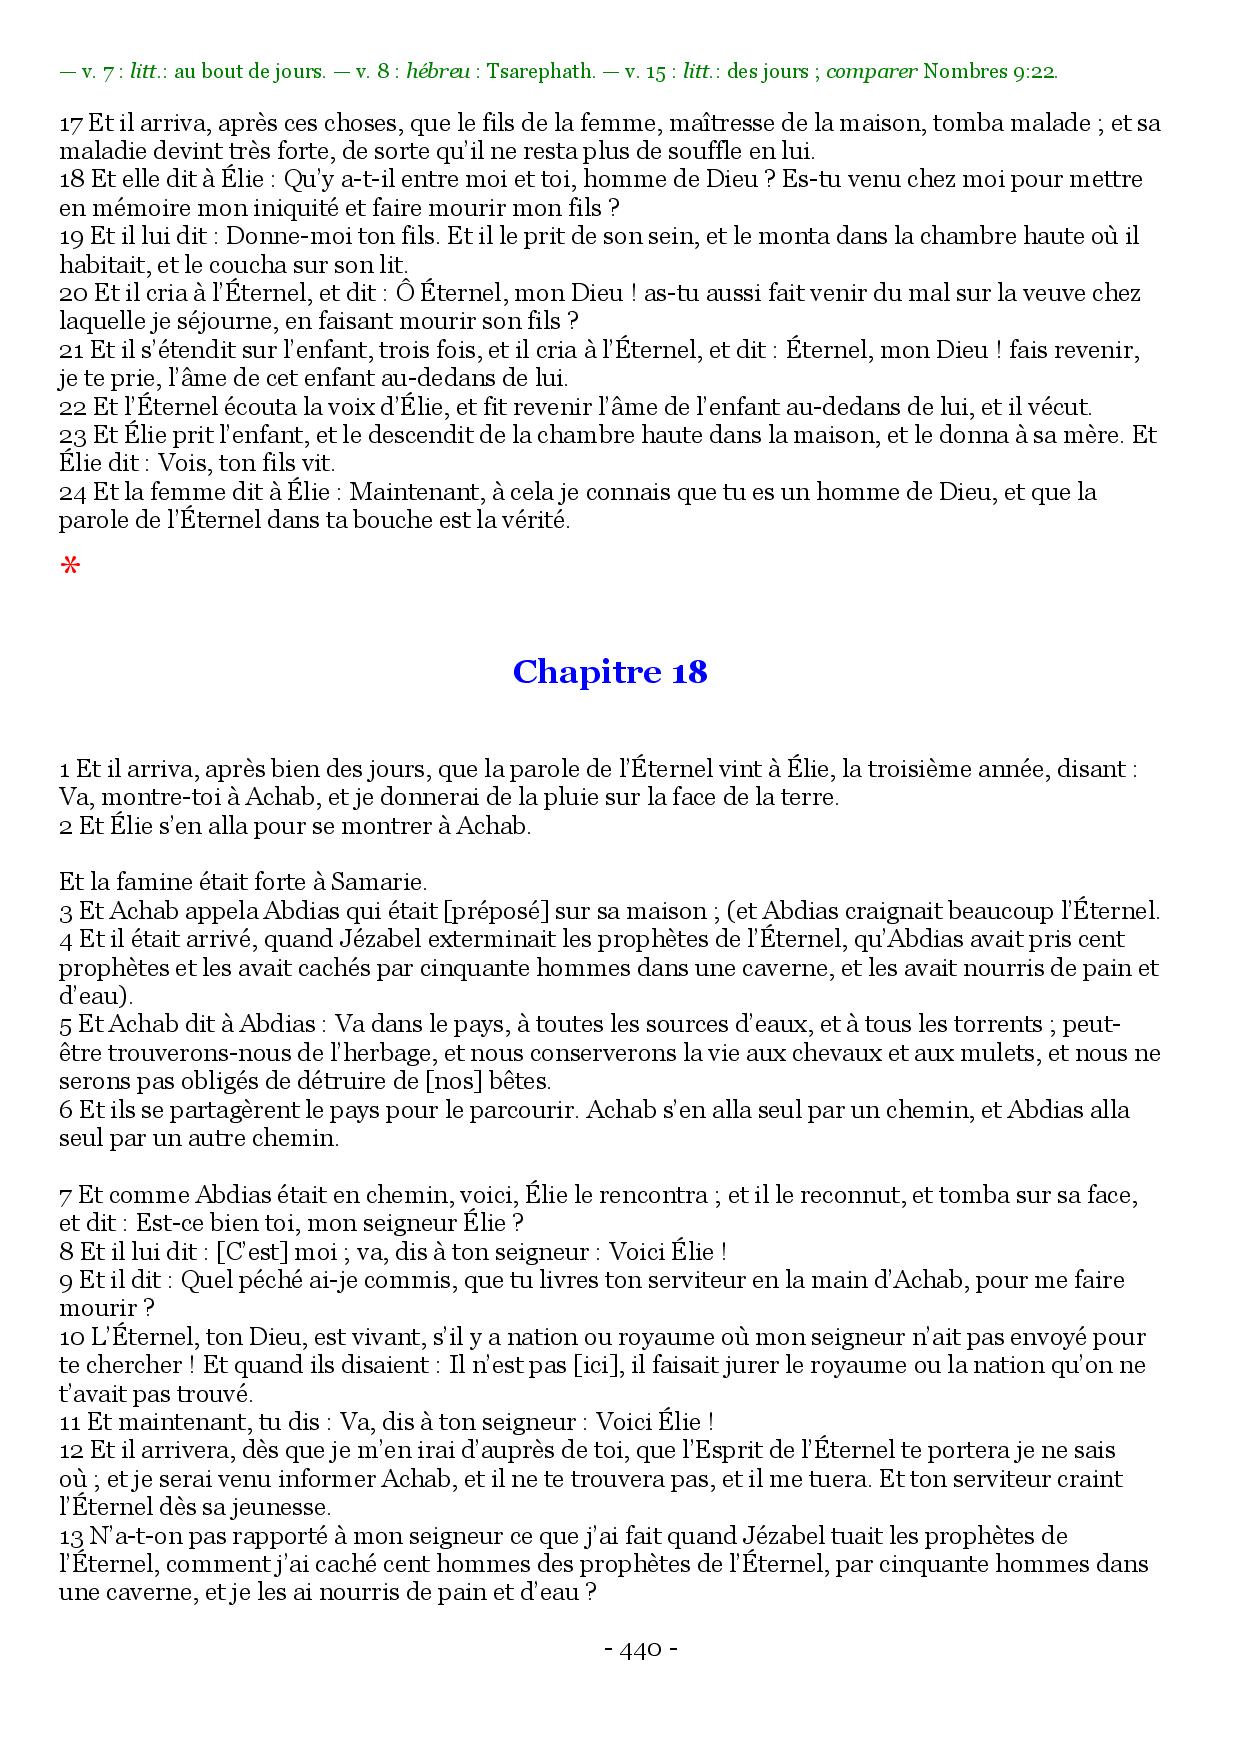 — v. 7 : litt.: au bout de jours. — v. 8 : hébreu : Tsarephath. — v. 15 : litt.: des jours ; comparer Nombres 9:22.
17 Et il arriva, après ces choses, que le fils de la femme, maîtresse de la maison, tomba malade ; et sa
maladie devint très forte, de sorte qu’il ne resta plus de souffle en lui.
18 Et elle dit à Élie : Qu’y a-t-il entre moi et toi, homme de Dieu ? Es-tu venu chez moi pour mettre
en mémoire mon iniquité et faire mourir mon fils ?
19 Et il lui dit : Donne-moi ton fils. Et il le prit de son sein, et le monta dans la chambre haute où il
habitait, et le coucha sur son lit.
20 Et il cria à l’Éternel, et dit : Ô Éternel, mon Dieu ! as-tu aussi fait venir du mal sur la veuve chez
laquelle je séjourne, en faisant mourir son fils ?
21 Et il s’étendit sur l’enfant, trois fois, et il cria à l’Éternel, et dit : Éternel, mon Dieu ! fais revenir,
je te prie, l’âme de cet enfant au-dedans de lui.
22 Et l’Éternel écouta la voix d’Élie, et fit revenir l’âme de l’enfant au-dedans de lui, et il vécut.
23 Et Élie prit l’enfant, et le descendit de la chambre haute dans la maison, et le donna à sa mère. Et
Élie dit : Vois, ton fils vit.
24 Et la femme dit à Élie : Maintenant, à cela je connais que tu es un homme de Dieu, et que la
parole de l’Éternel dans ta bouche est la vérité.
*
Chapitre 18
1 Et il arriva, après bien des jours, que la parole de l’Éternel vint à Élie, la troisième année, disant :
Va, montre-toi à Achab, et je donnerai de la pluie sur la face de la terre.
2 Et Élie s’en alla pour se montrer à Achab.
Et la famine était forte à Samarie.
3 Et Achab appela Abdias qui était [préposé] sur sa maison ; (et Abdias craignait beaucoup l’Éternel.
4 Et il était arrivé, quand Jézabel exterminait les prophètes de l’Éternel, qu’Abdias avait pris cent
prophètes et les avait cachés par cinquante hommes dans une caverne, et les avait nourris de pain et
d’eau).
5 Et Achab dit à Abdias : Va dans le pays, à toutes les sources d’eaux, et à tous les torrents ; peut-
être trouverons-nous de l’herbage, et nous conserverons la vie aux chevaux et aux mulets, et nous ne
serons pas obligés de détruire de [nos] bêtes.
6 Et ils se partagèrent le pays pour le parcourir. Achab s’en alla seul par un chemin, et Abdias alla
seul par un autre chemin.
7 Et comme Abdias était en chemin, voici, Élie le rencontra ; et il le reconnut, et tomba sur sa face,
et dit : Est-ce bien toi, mon seigneur Élie ?
8 Et il lui dit : [C’est] moi ; va, dis à ton seigneur : Voici Élie !
9 Et il dit : Quel péché ai-je commis, que tu livres ton serviteur en la main d’Achab, pour me faire
mourir ?
10 L’Éternel, ton Dieu, est vivant, s’il y a nation ou royaume où mon seigneur n’ait pas envoyé pour
te chercher ! Et quand ils disaient : Il n’est pas [ici], il faisait jurer le royaume ou la nation qu’on ne
t’avait pas trouvé.
11 Et maintenant, tu dis : Va, dis à ton seigneur : Voici Élie !
12 Et il arrivera, dès que je m’en irai d’auprès de toi, que l’Esprit de l’Éternel te portera je ne sais
où ; et je serai venu informer Achab, et il ne te trouvera pas, et il me tuera. Et ton serviteur craint
l’Éternel dès sa jeunesse.
13 N’a-t-on pas rapporté à mon seigneur ce que j’ai fait quand Jézabel tuait les prophètes de
l’Éternel, comment j’ai caché cent hommes des prophètes de l’Éternel, par cinquante hommes dans
une caverne, et je les ai nourris de pain et d’eau ?
- 440 -